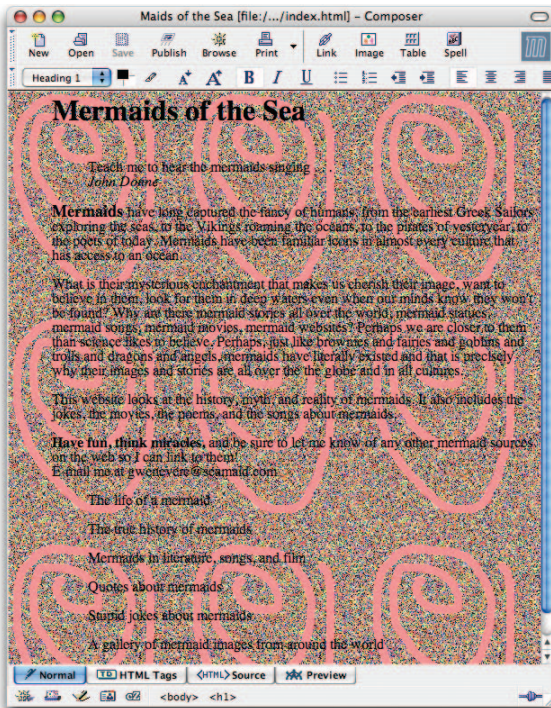 Maids of the Sea [file:/.../index.html] – Composer
New Open Save Publish Browse Print Link Image Table Spell
Heading 1 B I U
Mermaids of the Sea
Teach me to hear the mermaids singing . . .
John Donne
Mermaids have long captured the fancy of humans, from the earliest Greek Sailors
exploring the seas, to the Vikings roaming the oceans, to the pirates of yesteryear, to
the poets of today. Mermaids have been familiar icons in almost every culture that
has access to an ocean.
What is their mysterious enchantment that makes us cherish their image, want to
believe in them, look for them in deep waters even when our minds know they won't
be found? Why are there mermaid stories all over the world, mermaid statues,
mermaid songs, mermaid movies, mermaid websites? Perhaps we are closer to them
than science likes to believe. Perhaps, just like brownies and fairies and goblins and
trolls and dragons and angels, mermaids have literally existed and that is precisely
why their images and stories are all over the the globe and in all cultures.
This website looks at the history, myth, and reality of mermaids. It also includes the
jokes, the movies, the poems, and the songs about mermaids.
Have fun, think miracles, and be sure to let me know of any other mermaid sources
on the web so I can link to them!
E-mail me at gwenevere@seamaid.com
The life of a mermaid
The true history of mermaids
Mermaids in literature, songs, and film
Quotes about mermaids
Stupid jokes about mermaids
A gallery of mermaid images from around the world
Normal TD HTML Tags <HTML> Source Preview
<body> <h1>